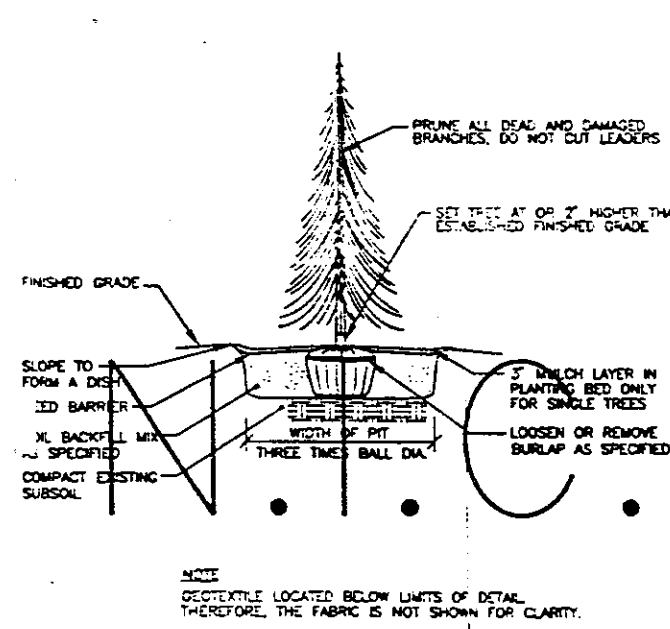 PRUNE ALL DEAD AND DAMAGED
BRANCHES, DO NOT CUT LEADERS
SET TREE AT OR 2" HIGHER THA
ESTABLISHED FINISHED GRADE
FINISHED GRADE
SLOPE TO
FORM A DISH
EED BARRIER
IL BACKFILL MIX
AS SPECIFIED
COMPACT EXISTING
SUBSOIL
WIDTH OF PIT
THREE TIMES BALL DIA.
3" MULCH LAYER IN
PLANTING BED ONLY
FOR SINGLE TREES
LOOSEN OR REMOVE
BURLAP AS SPECIFIED
N.I.C.
NOTE
GEOTEXTILE LOCATED BELOW LIMITS OF DETAIL
THEREFORE, THE FABRIC IS NOT SHOWN FOR CLARITY.